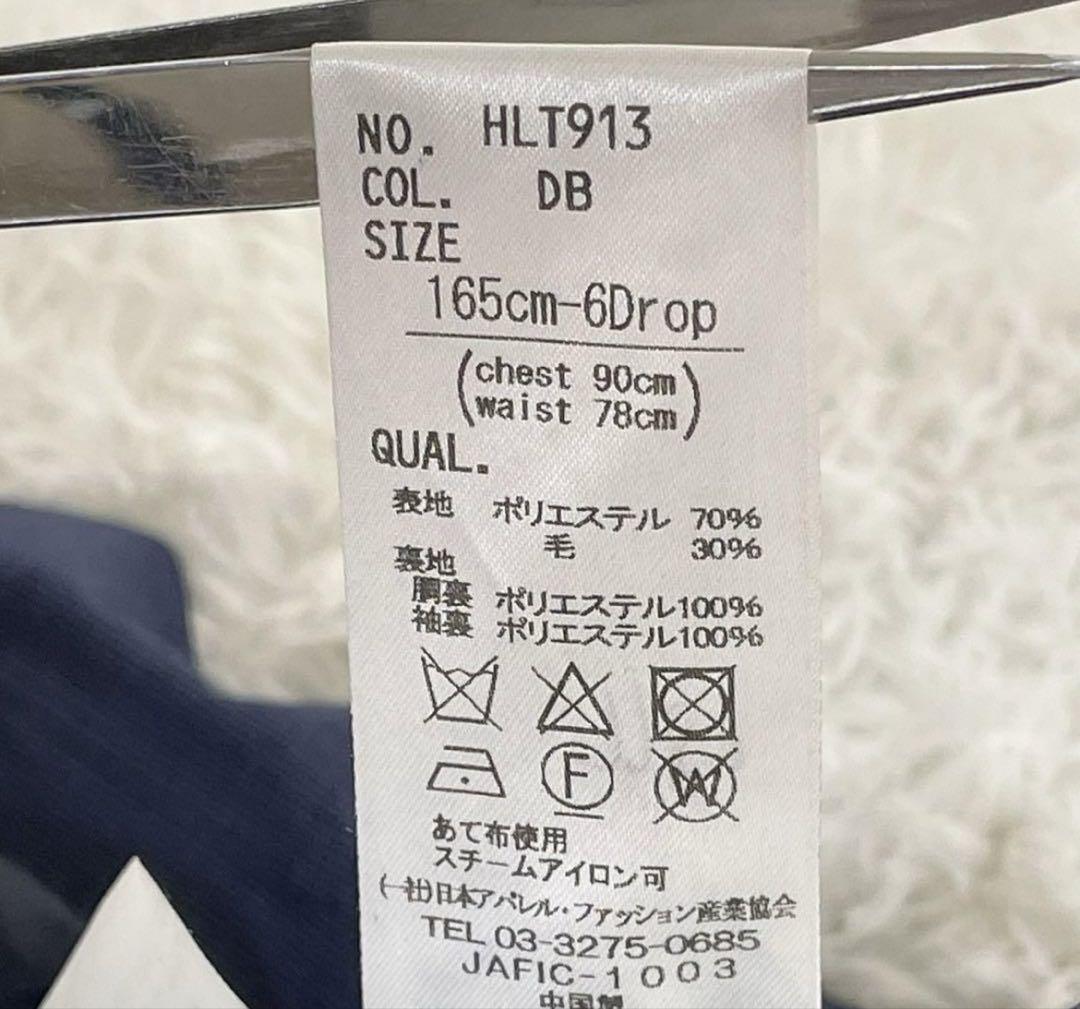 NO. HLT913
COL. DB
SIZE
165cm-6Drop
(chest 90cm
waist 78cm)
QUAL.
表地 ポリエステル 70%
毛 30%
裏地
胴裏 ポリエステル100%
袖裏 ポリエステル100%
F W
あて布使用
スチームアイロン可
(一社)日本アパレル・ファッション産業協会
TEL 03-3275-0685
JAFIC-1003
中国製